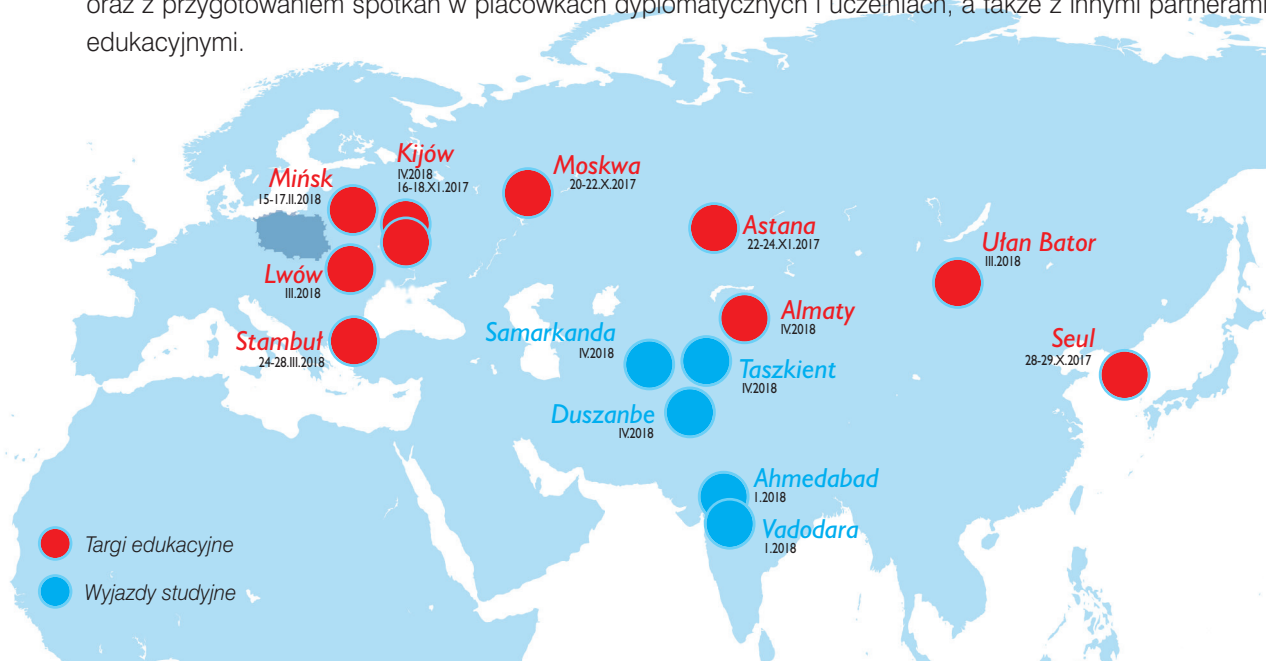 oraz z przygotowaniem spotkań w placówkach dyplomatycznych i uczelniach, a także z innymi partnerami
edukacyjnymi.
Kijów
IV.2018
16-18.XI.2017
Moskwa
20-22.X.2017
Mińsk
15-17.II.2018
Astana
22-24.XI.2017
Ułan Bator
III.2018
Lwów
III.2018
Almaty
IV.2018
Stambuł
24-28.III.2018
Samarkanda
IV.2018
Seul
28-29.X.2017
Taszkient
IV.2018
Duszanbe
IV.2018
Ahmedabad
1.2018
Vadodara
1.2018
Targi edukacyjne
Wyjazdy studyjne